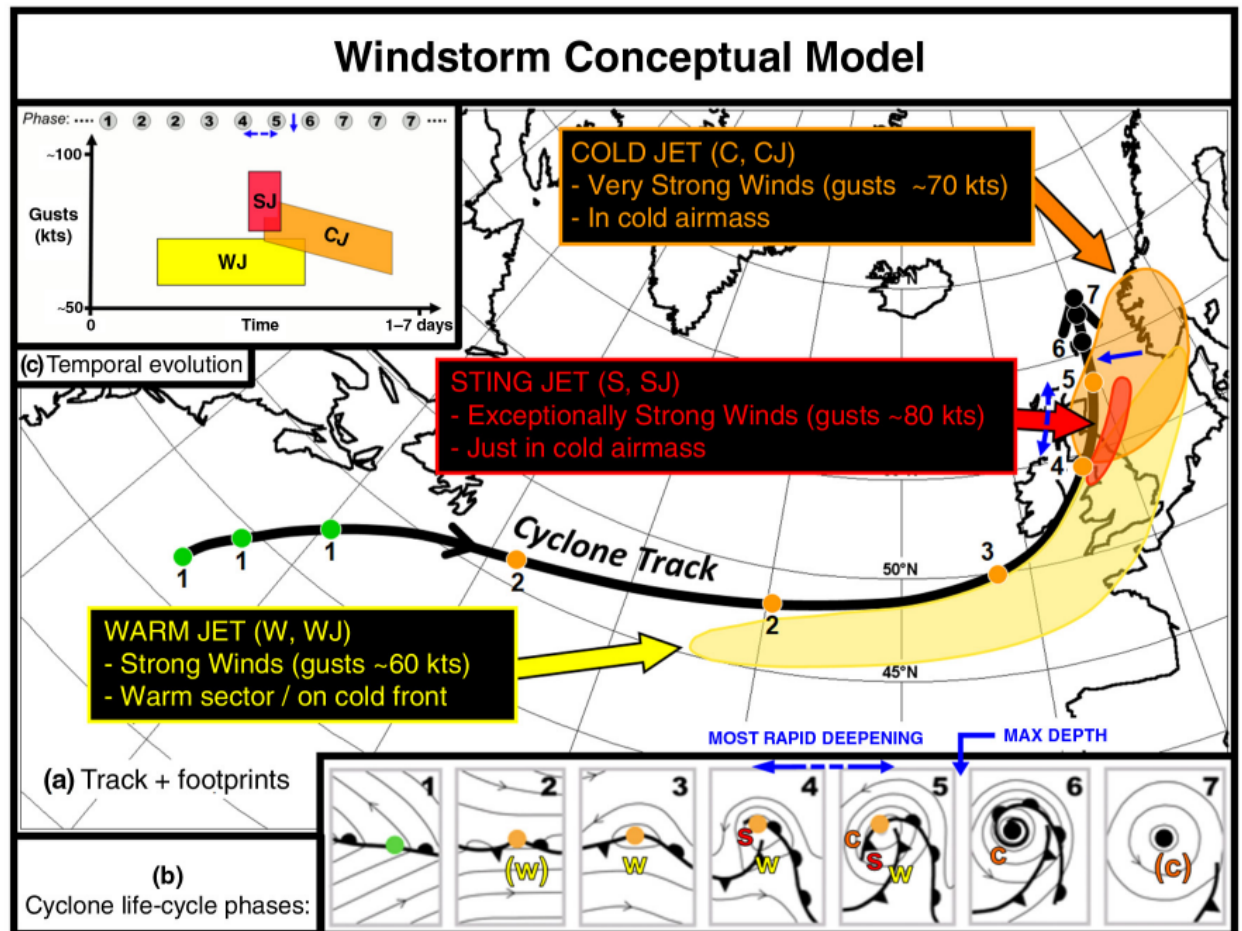 Windstorm Conceptual Model
Phase: ···· 1 2 2 3 4 5 6 7 7 7 ····
~100
Gusts
(kts)
~50
SJ
CJ
WJ
0
Time
1–7 days
(c) Temporal evolution
COLD JET (C, CJ)
- Very Strong Winds (gusts ~70 kts)
- In cold airmass
STING JET (S, SJ)
- Exceptionally Strong Winds (gusts ~80 kts)
- Just in cold airmass
7
6
5
4
3
2
2
1
1
1
Cyclone Track
50°N
45°N
WARM JET (W, WJ)
- Strong Winds (gusts ~60 kts)
- Warm sector / on cold front
(a) Track + footprints
MOST RAPID DEEPENING
MAX DEPTH
(b)
Cyclone life-cycle phases:
1
2
(W)
3
W
4
S
W
5
C
S
W
6
C
7
(C)